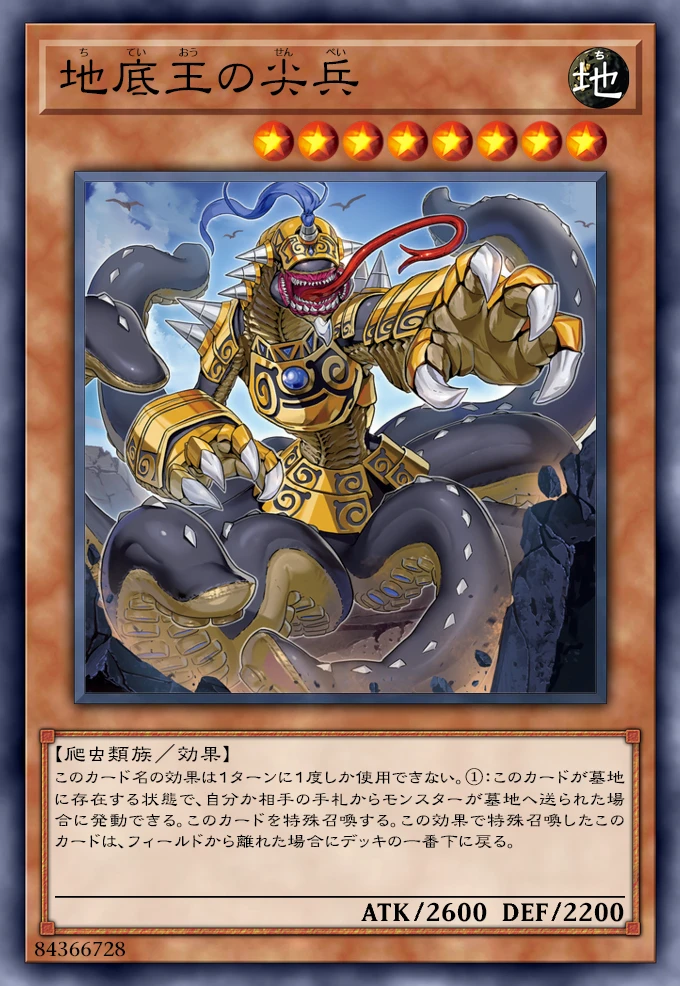 地底王の尖兵
ち てい おう せん ぺい
地
ち
【爬虫類族／効果】
このカード名の効果は1ターンに1度しか使用できない。①：このカードが墓地
に存在する状態で、自分か相手の手札からモンスターが墓地へ送られた場
合に発動できる。このカードを特殊召喚する。この効果で特殊召喚したこの
カードは、フィールドから離れた場合にデッキの一番下に戻る。
ATK/2600 DEF/2200
84366728